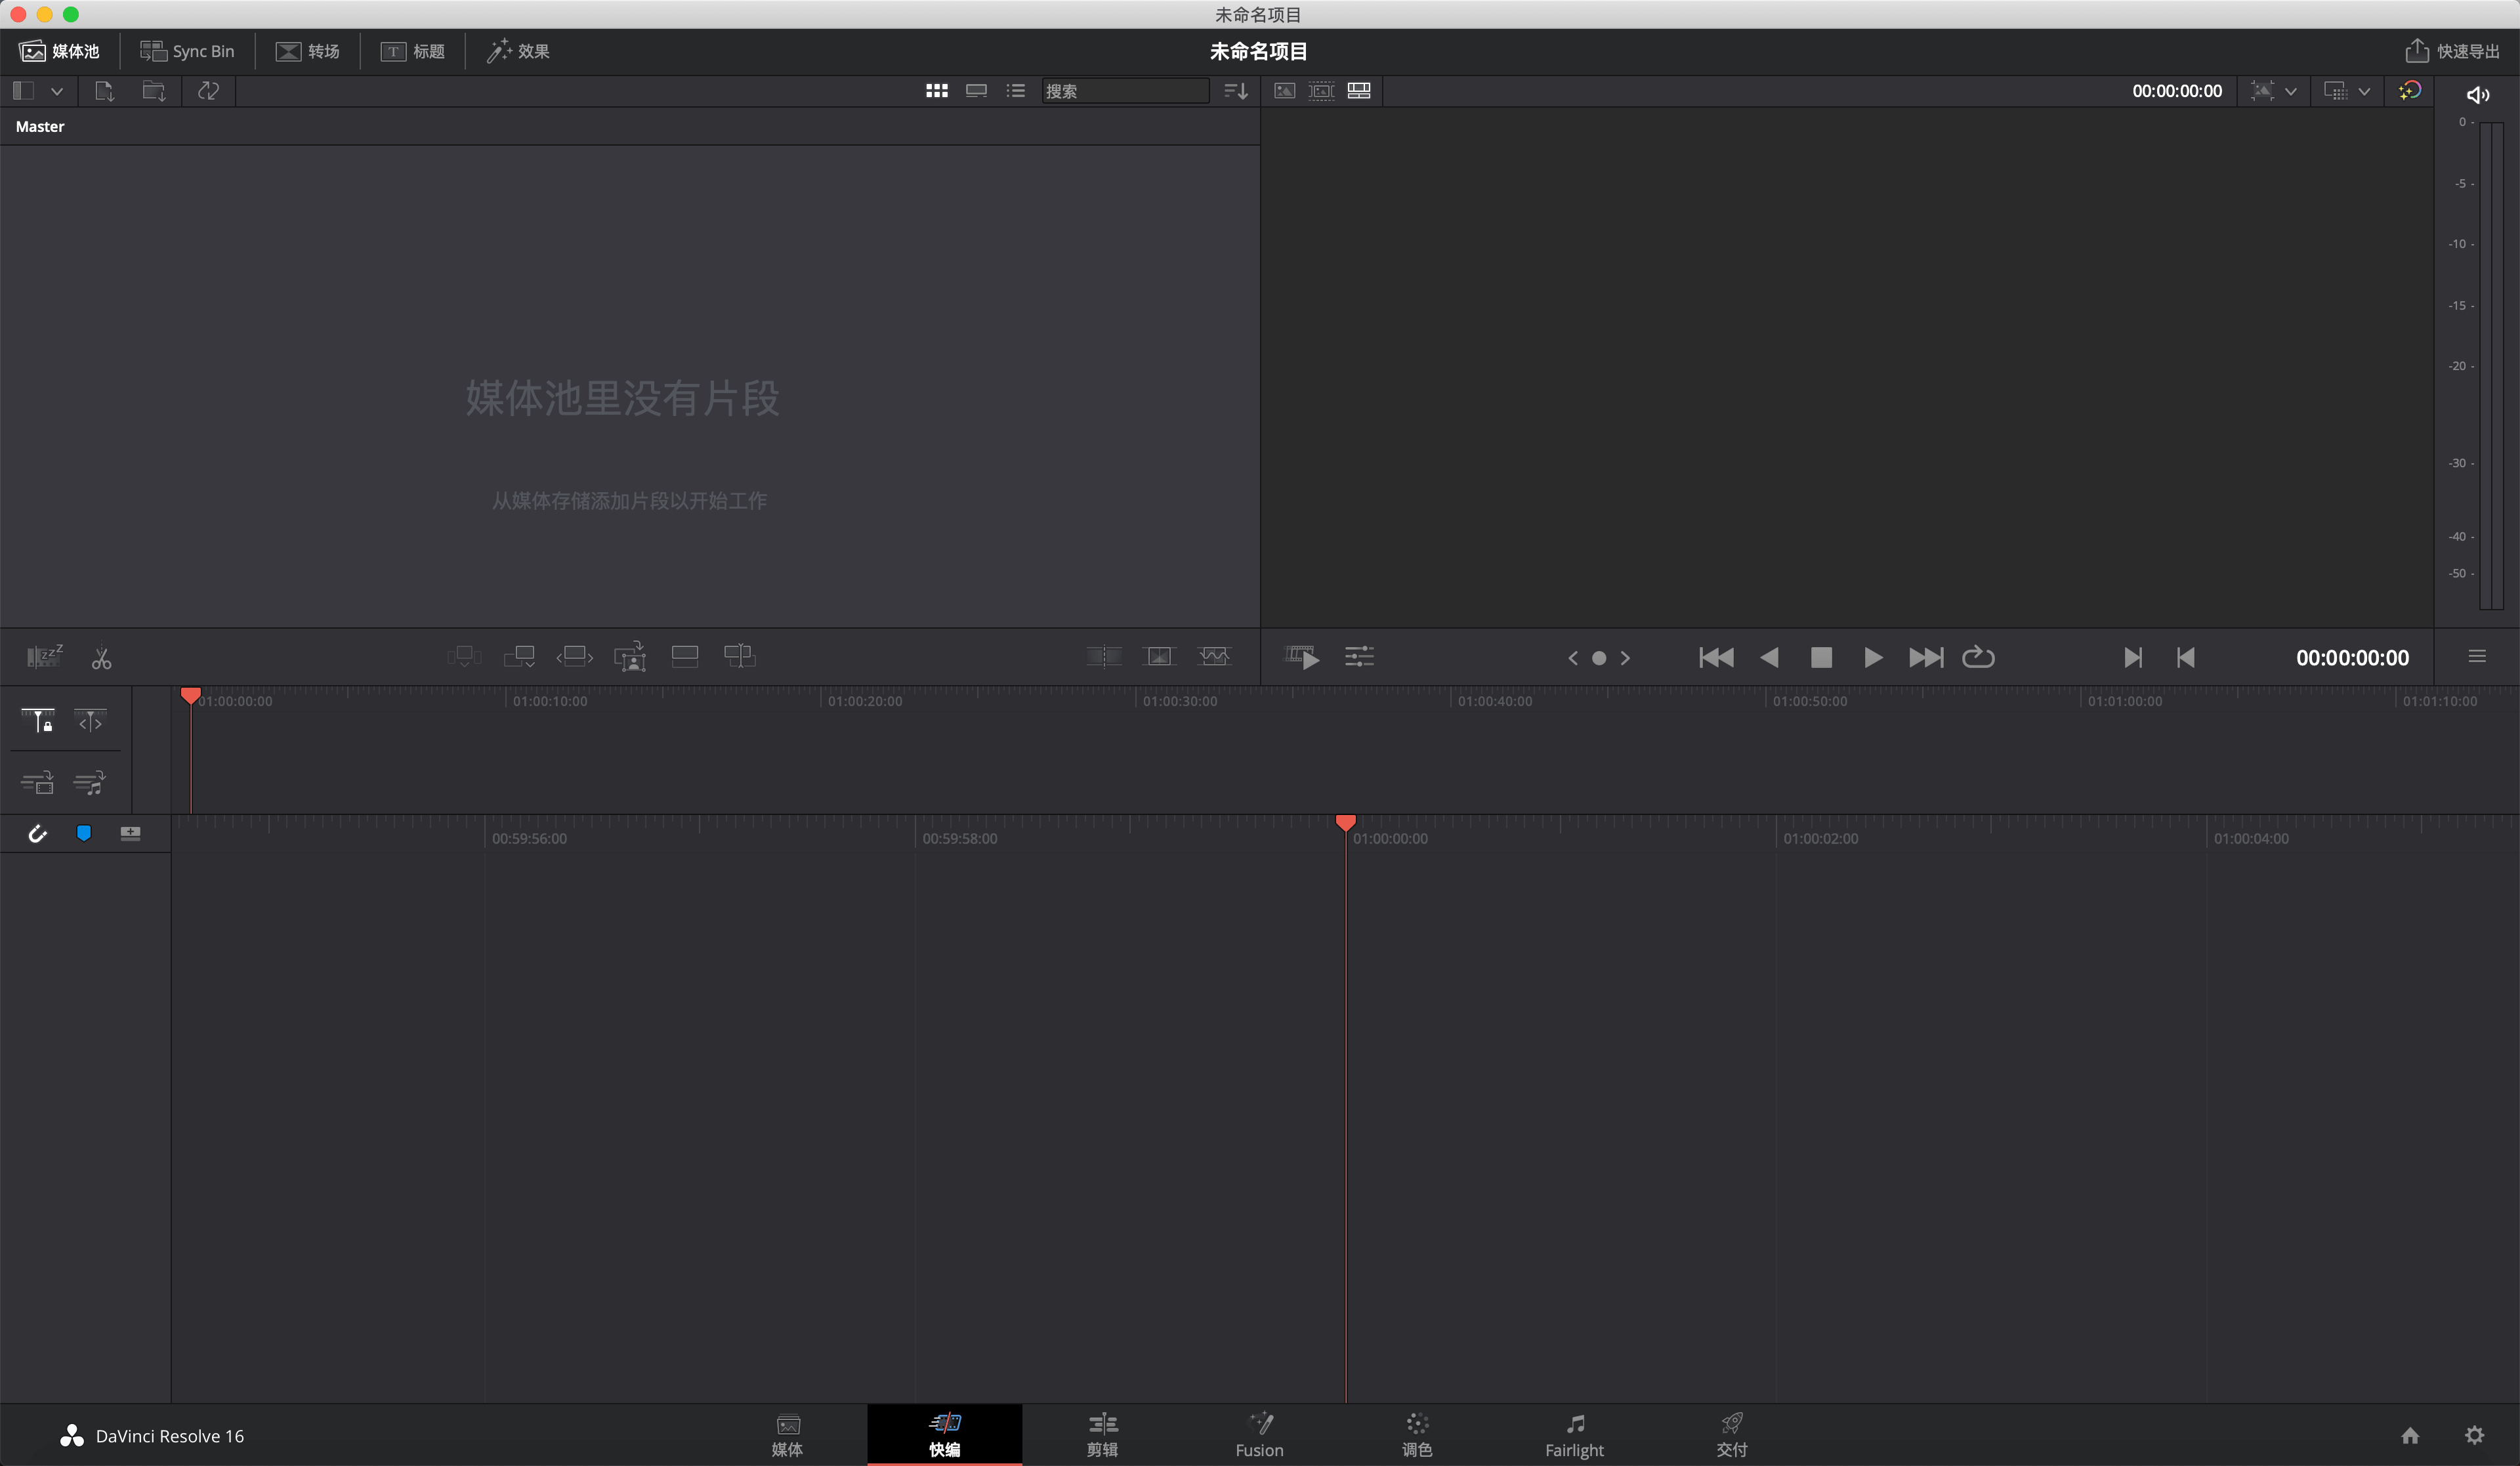 未命名项目
媒体池
Sync Bin
转场
T 标题
效果
未命名项目
快速导出
搜索
00:00:00:00
Master
0 -
-5 -
-10 -
-15 -
-20 -
-30 -
-40 -
-50 -
媒体池里没有片段
从媒体存储添加片段以开始工作
zzZ
00:00:00:00
01:00:00:00
01:00:10:00
01:00:20:00
01:00:30:00
01:00:40:00
01:00:50:00
01:01:00:00
01:01:10:00
00:59:56:00
00:59:58:00
01:00:00:00
01:00:02:00
01:00:04:00
DaVinci Resolve 16
媒体
快编
剪辑
Fusion
调色
Fairlight
交付